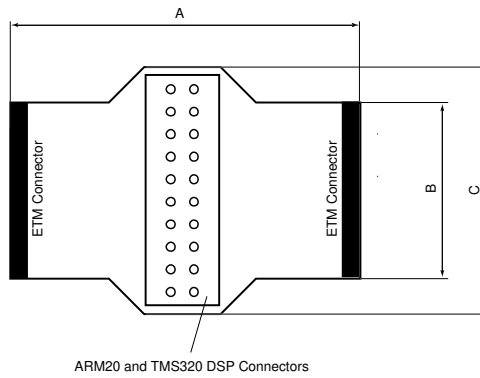 A
ETM Connector
ETM Connector
B
C
ARM20 and TMS320 DSP Connectors